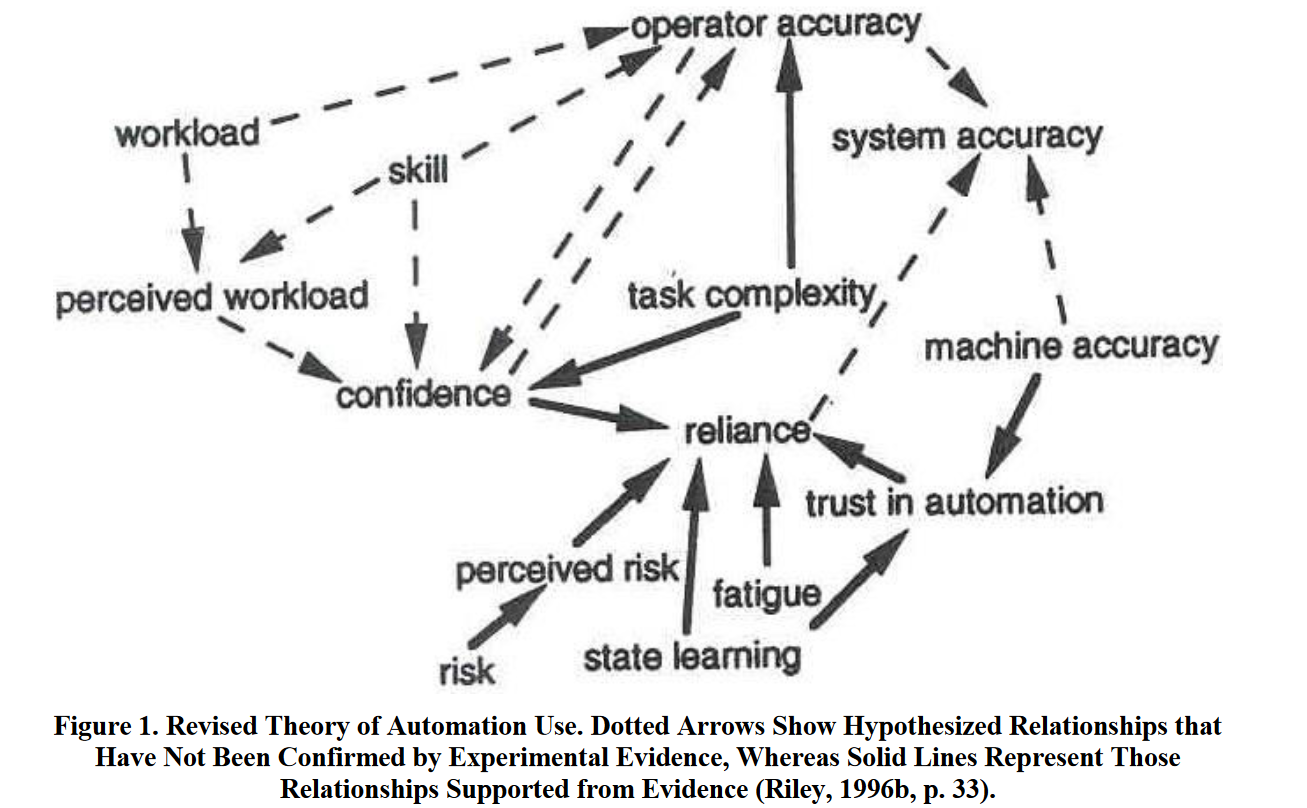 operator accuracy
workload
system accuracy
skill
perceived workload
task complexity
machine accuracy
confidence
reliance
trust in automation
perceived risk
fatigue
state learning
risk
Figure 1. Revised Theory of Automation Use. Dotted Arrows Show Hypothesized Relationships that
Have Not Been Confirmed by Experimental Evidence, Whereas Solid Lines Represent Those
Relationships Supported from Evidence (Riley, 1996b, p. 33).